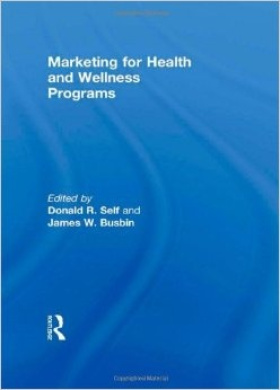 Marketing for Health
and Wellness
Programs
Edited by
Donald R. Self and
James W. Busbin